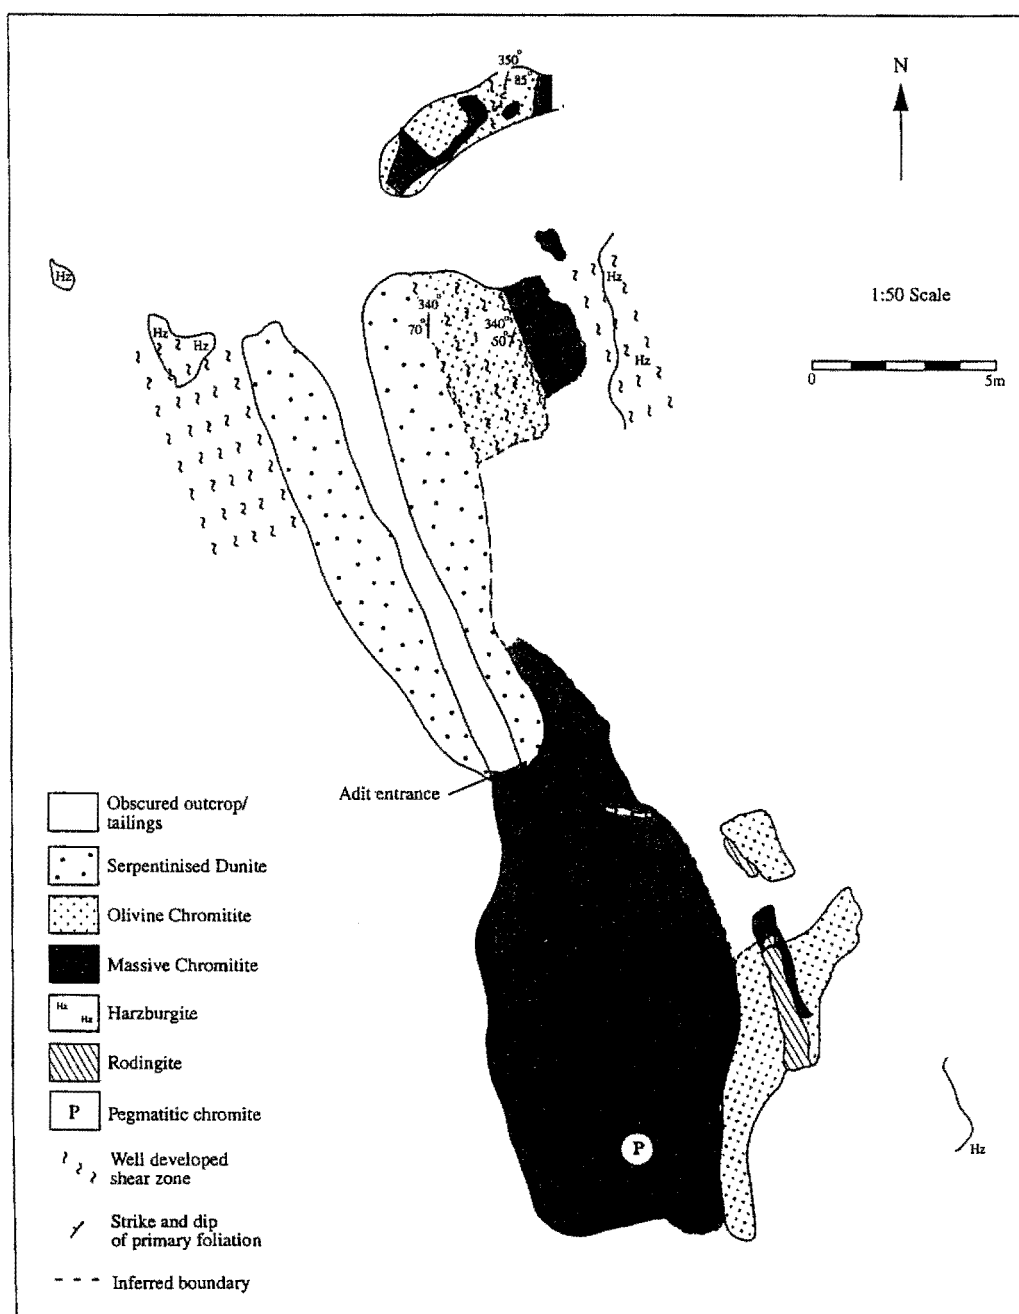 350°
85°
N
Hz
Hz
1:50 Scale
340°
70°
340°
50°
Hz
Hz
Hz
0 5m
Adit entrance
Obscured outcrop/
tailings
Serpentinised Dunite
Olivine Chromitite
Massive Chromitite
Hz
Hz
Harzburgite
Rodingite
P Pegmatitic chromite
P
Well developed
shear zone
Hz
Strike and dip
of primary foliation
Inferred boundary